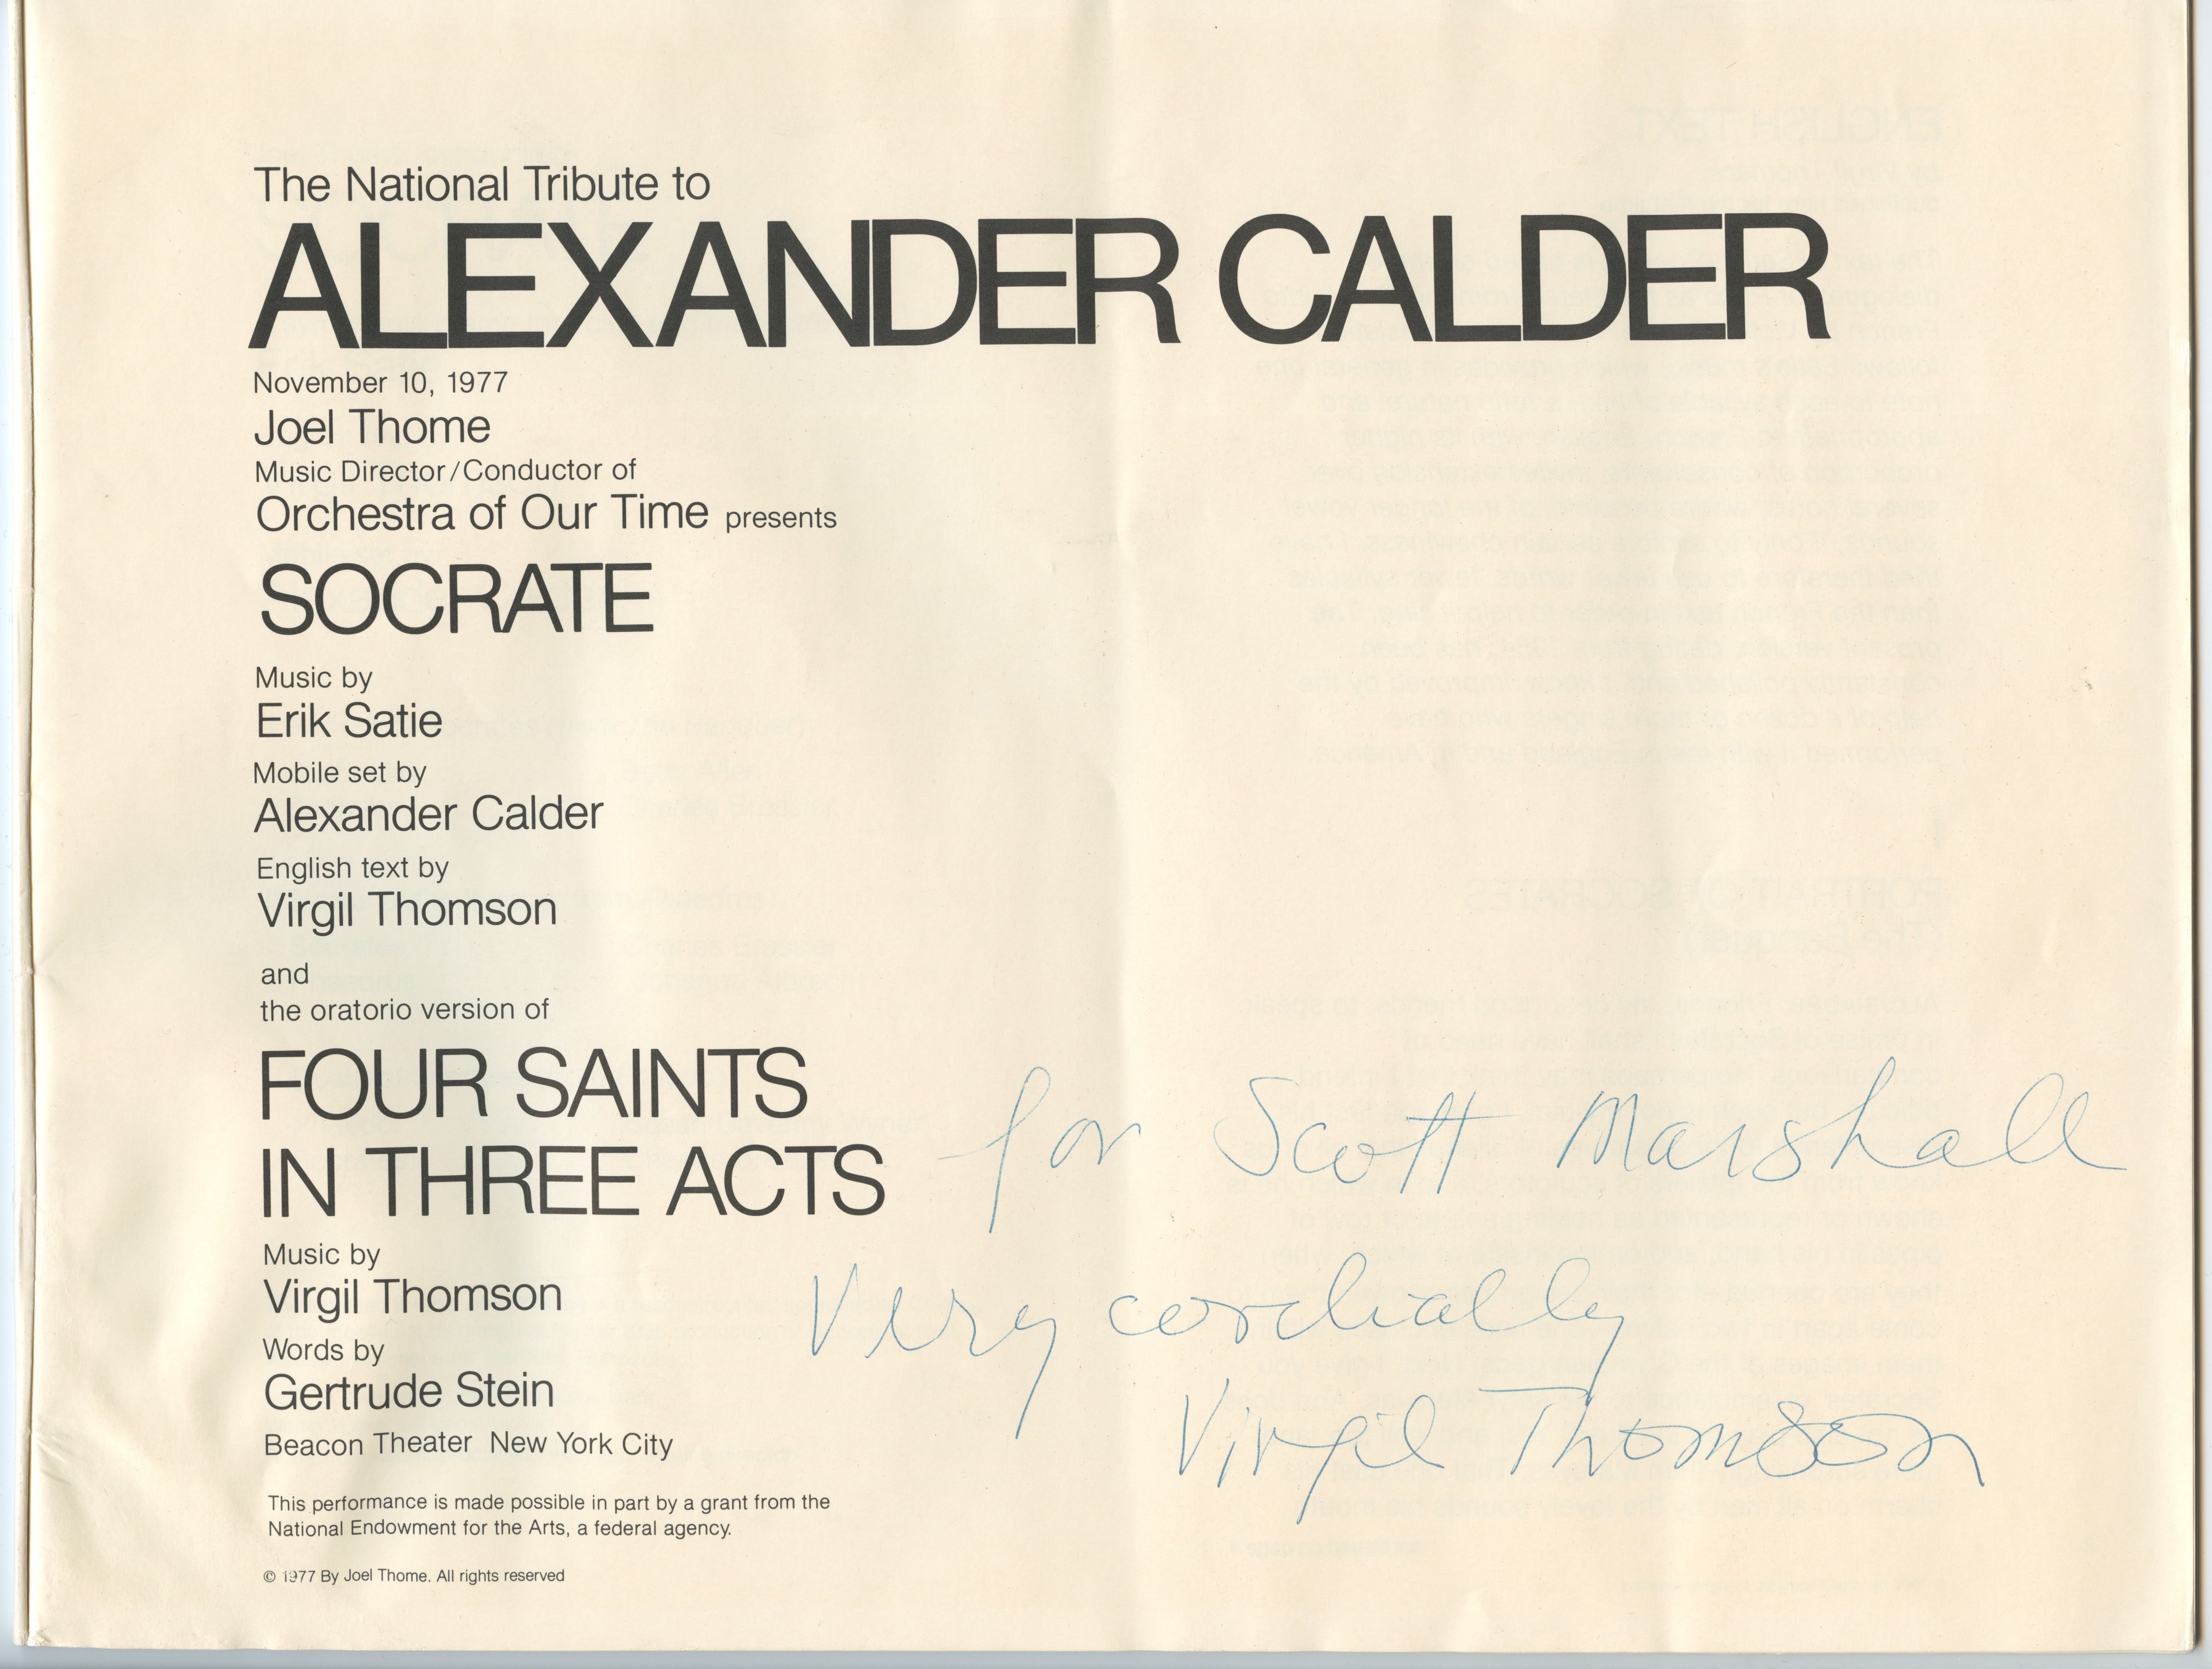 The National Tribute to
ALEXANDER CALDER
November 10, 1977
Joel Thome
Music Director/Conductor of
Orchestra of Our Time presents
SOCRATE
Music by
Erik Satie
Mobile set by
Alexander Calder
English text by
Virgil Thomson
and
the oratorio version of
FOUR SAINTS
IN THREE ACTS
Music by
Virgil Thomson
Words by
Gertrude Stein
Beacon Theater New York City
This performance is made possible in part by a grant from the
National Endowment for the Arts, a federal agency.
© 1977 By Joel Thome. All rights reserved
for Scott Marshall
Very cordially
Virgil Thomson